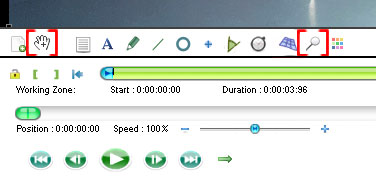 A
Working Zone: Start : 0:00:00:00 Duration : 0:00:03:96
Position : 0:00:00:00 Speed : 100%